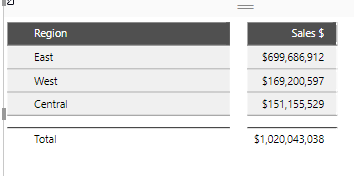 Region Sales $
East $699,686,912
West $169,200,597
Central $151,155,529
Total $1,020,043,038